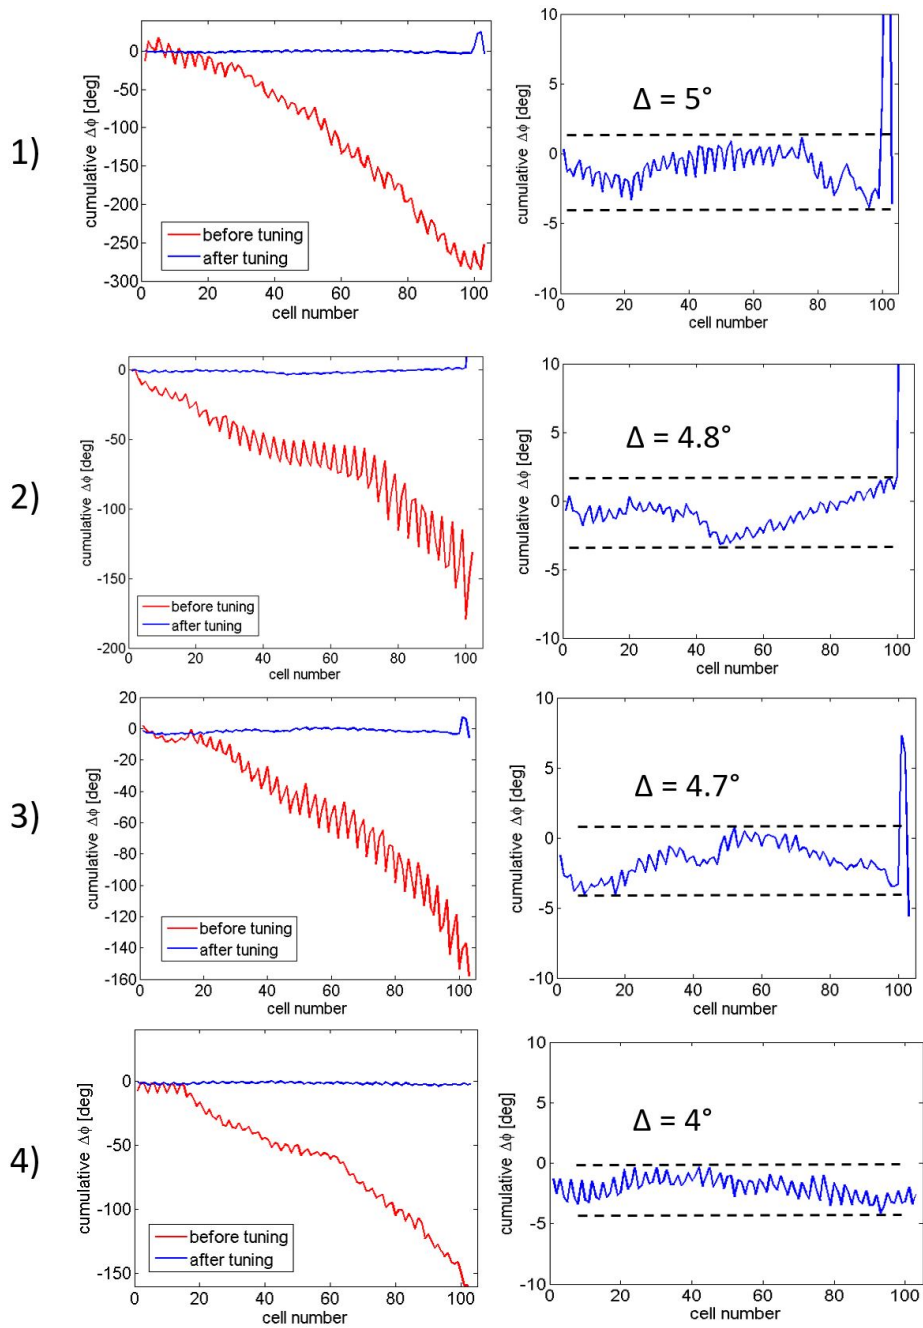 1)
cumulative Δϕ [deg]
0
-50
-100
-150
-200
-250
-300
before tuning
after tuning
0 20 40 60 80 100
cell number
cumulative Δϕ [deg]
10
5
0
-5
-10
Δ = 5°
0 20 40 60 80 100
cell number
2)
cumulative Δϕ [deg]
0
-50
-100
-150
-200
before tuning
after tuning
0 20 40 60 80 100
cell number
cumulative Δϕ [deg]
10
5
0
-5
-10
Δ = 4.8°
0 20 40 60 80 100
cell number
3)
cumulative Δϕ [deg]
20
0
-20
-40
-60
-80
-100
-120
-140
-160
before tuning
after tuning
0 20 40 60 80 100
cell number
cumulative Δϕ [deg]
10
5
0
-5
-10
Δ = 4.7°
0 20 40 60 80 100
cell number
4)
cumulative Δϕ [deg]
0
-50
-100
-150
before tuning
after tuning
0 20 40 60 80 100
cell number
cumulative Δϕ [deg]
10
5
0
-5
-10
Δ = 4°
0 20 40 60 80 100
cell number